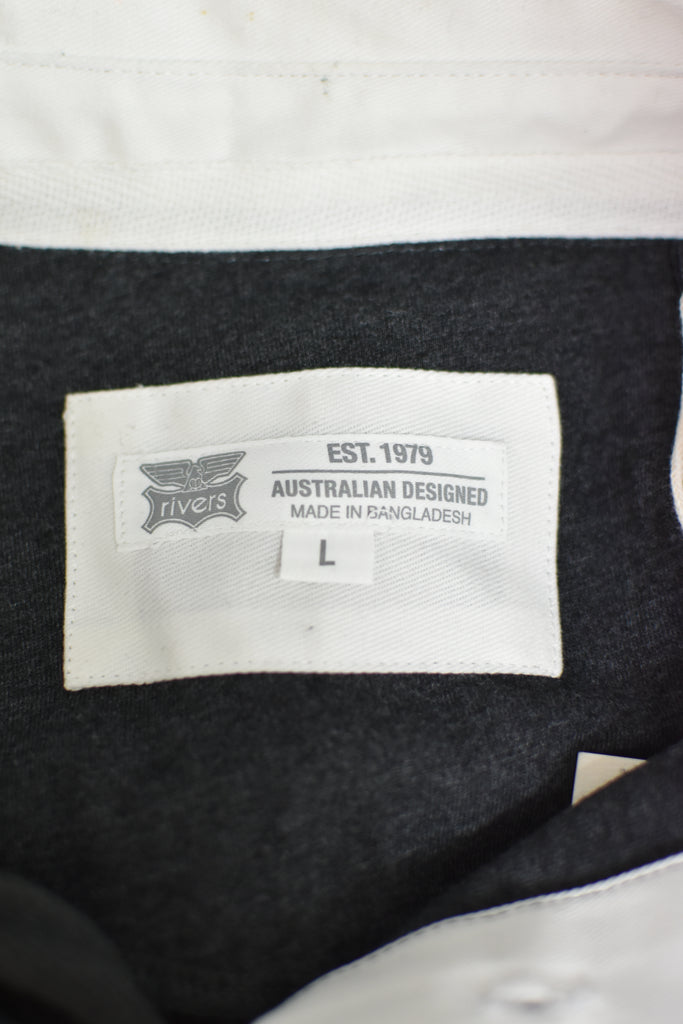 rivers
EST. 1979
AUSTRALIAN DESIGNED
MADE IN BANGLADESH
L